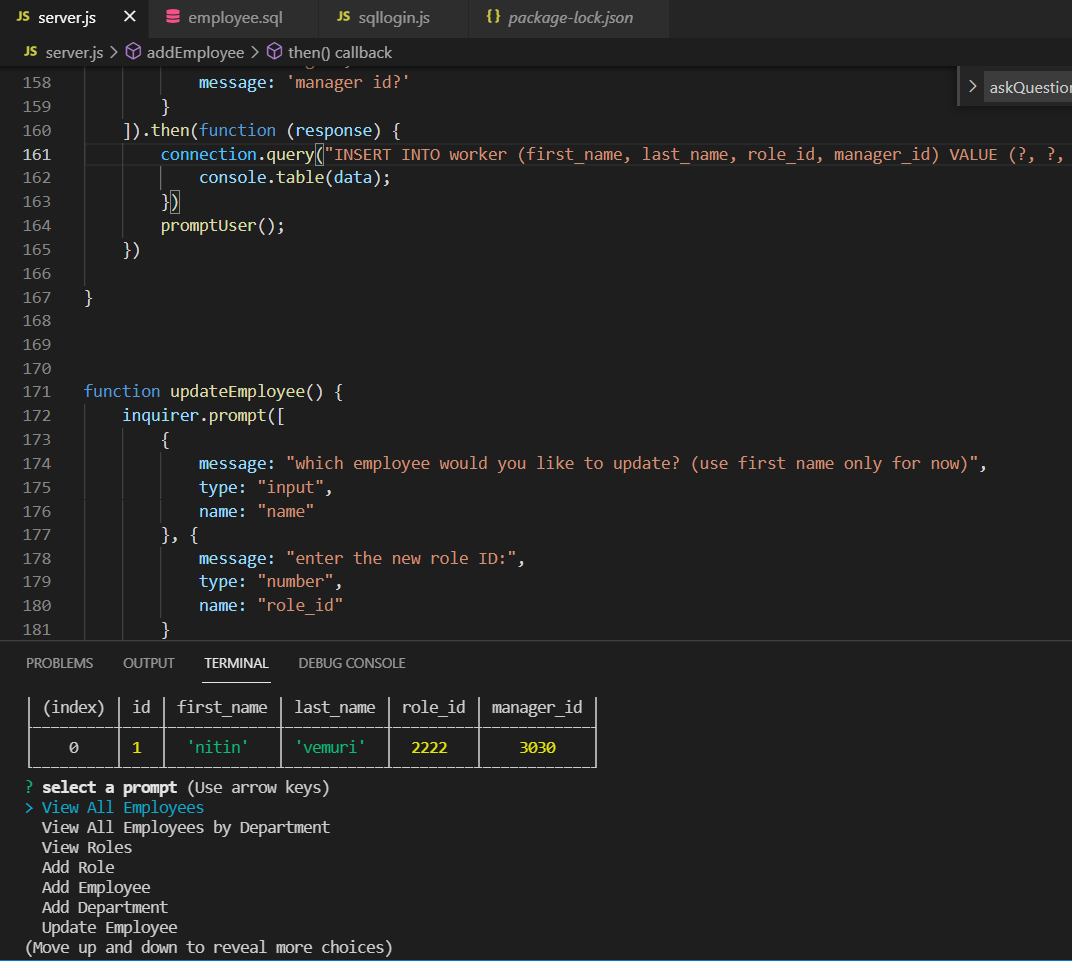 JS server.js × employee.sql JS sqllogin.js {} package-lock.json
JS server.js > addEmployee > then() callback
> askQuestion
158 message: 'manager id?'
159 }
160 ]).then(function (response) {
161 connection.query("INSERT INTO worker (first_name, last_name, role_id, manager_id) VALUE (?, ?,
162 console.table(data);
163 })
164 promptUser();
165 })
166
167 }
168
169
170
171 function updateEmployee() {
172 inquirer.prompt([
173 {
174 message: "which employee would you like to update? (use first name only for now)",
175 type: "input",
176 name: "name"
177 }, {
178 message: "enter the new role ID:",
179 type: "number",
180 name: "role_id"
181 }
PROBLEMS OUTPUT TERMINAL DEBUG CONSOLE
(index) id first_name last_name role_id manager_id
0 1 'nitin' 'vemuri' 2222 3030
? select a prompt (Use arrow keys)
> View All Employees
View All Employees by Department
View Roles
Add Role
Add Employee
Add Department
Update Employee
(Move up and down to reveal more choices)